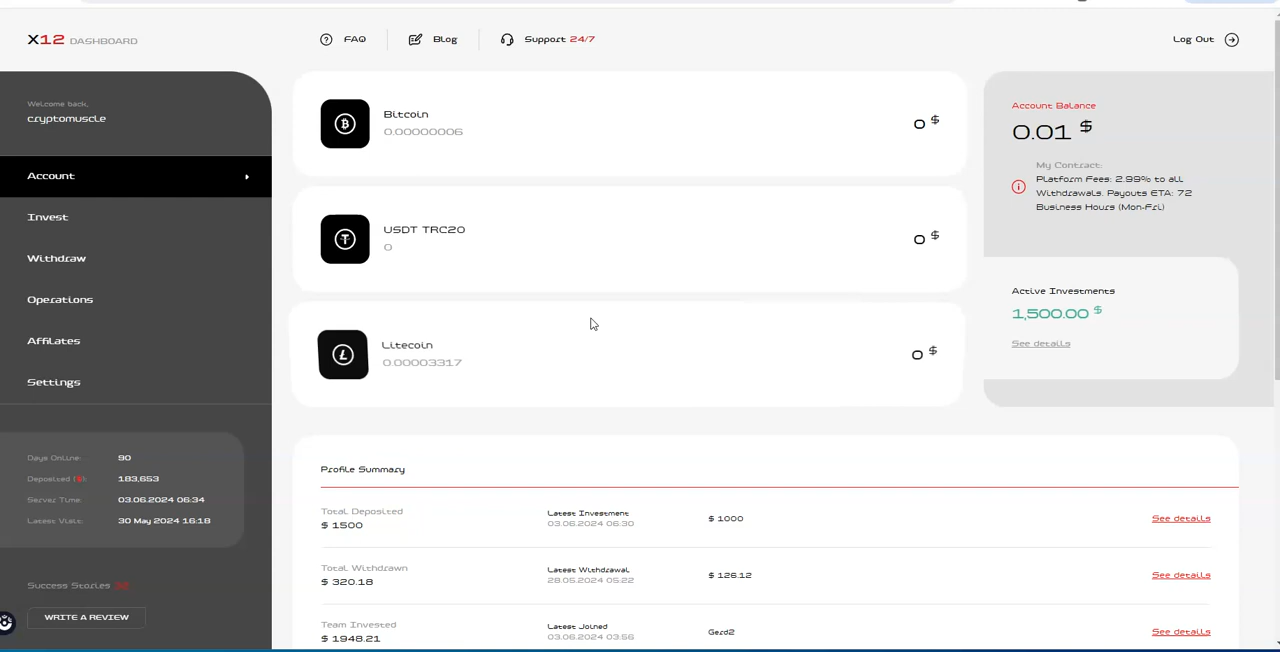 X12 DASHBOARD
FAQ
Blog
Support 24/7
Log Out
Welcome back,
cryptomuscle
Account
Invest
Withdraw
Operations
Affiliates
Settings
Days Online: 90
Deposited [$]: 183,653
Server Time: 03.06.2024 06:34
Latest Visit: 30 May 2024 16:18
Success Stories
WRITE A REVIEW
Bitcoin
0.00000006
0 $
USDT TRC20
0
0 $
Litecoin
0.00003317
0 $
Account Balance
0.01 $
My Contract:
Platform Fees: 2.99% to all
Withdrawals. Payouts ETA: 72
Business Hours (Mon-Fri)
Active Investments
1,500.00 $
See details
Profile Summary
Total Deposited
$ 1500
Latest Investment
03.06.2024 06:30
$ 1000
See details
Total Withdrawn
$ 320.18
Latest Withdrawal
28.05.2024 05:22
$ 126.12
See details
Team Invested
$ 1948.21
Latest Joined
03.06.2024 03:56
Gerd2
See details